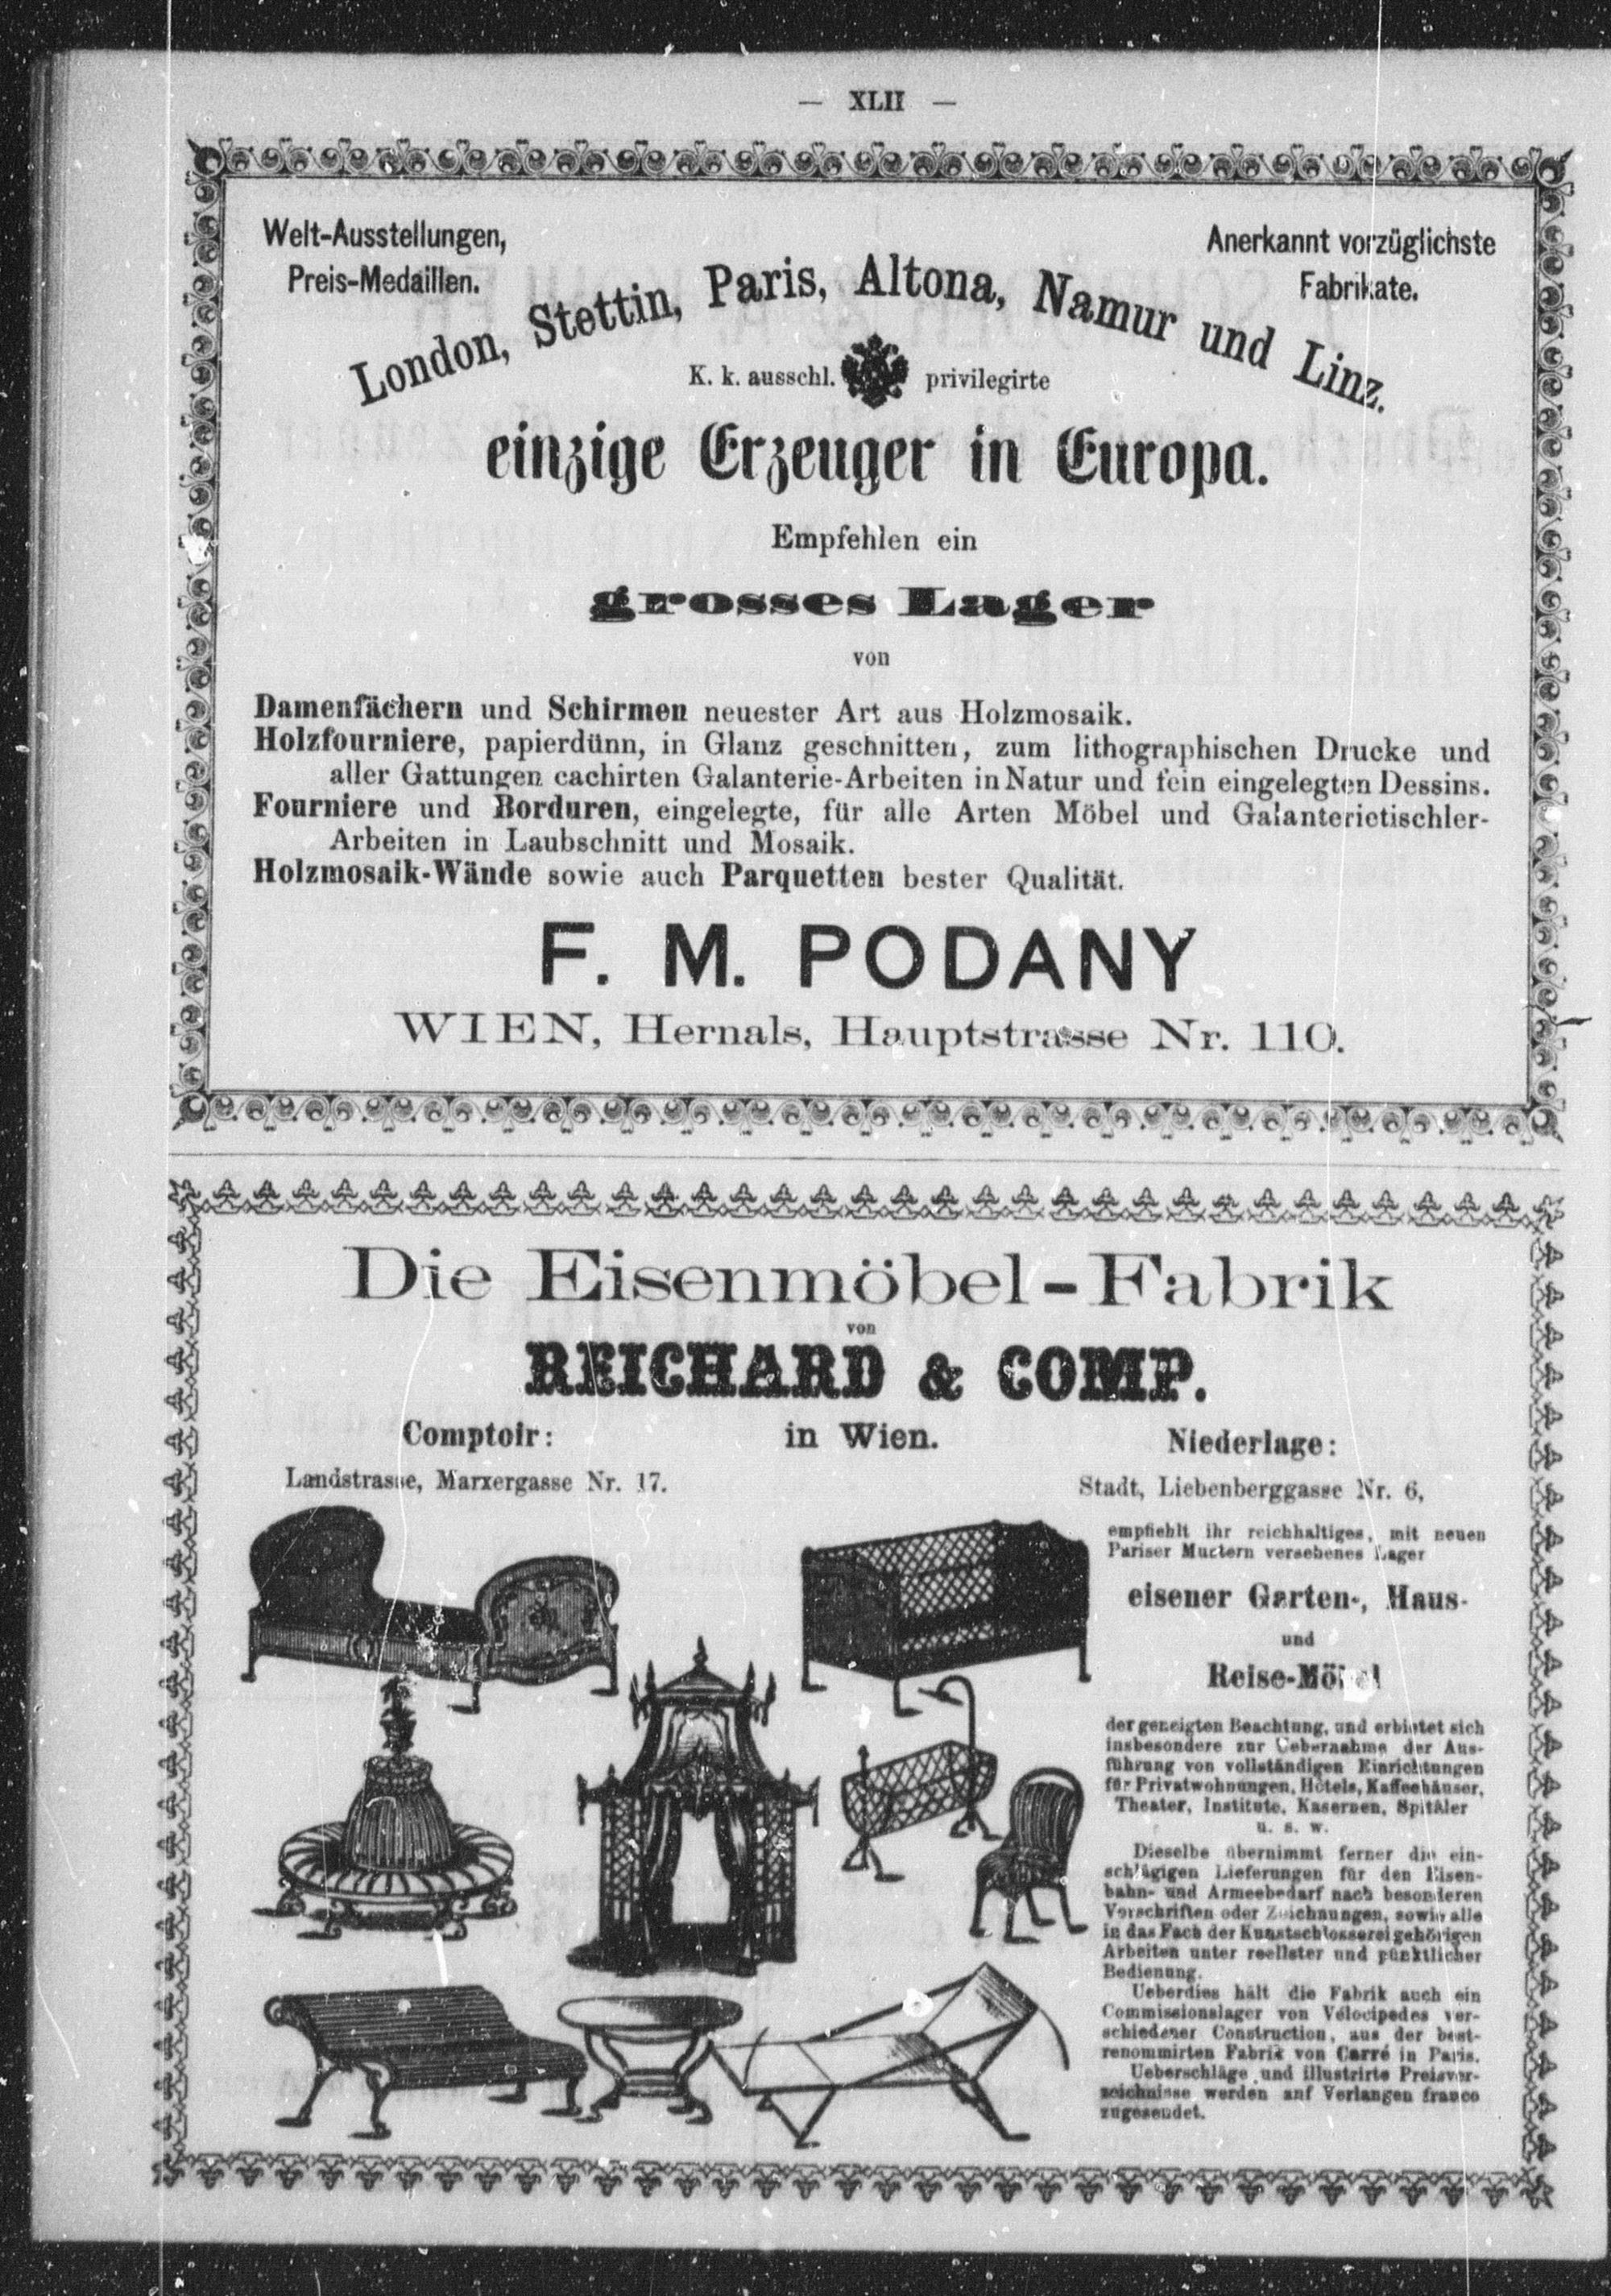 — XLII —
Welt-Ausstellungen,
Preis-Medaillen.
Anerkannt vorzüglichste
Fabrikate.
London, Stettin, Paris, Altona, Namur und Linz.
K. k. ausschl. privilegirte
einzige Erzeuger in Europa.
Empfehlen ein
grosses Lager
von
Damenfächern und Schirmen neuester Art aus Holzmosaik.
Holzfourniere, papierdünn, in Glanz geschnitten, zum lithographischen Drucke und
aller Gattungen cachirten Galanterie-Arbeiten in Natur und fein eingelegten Dessins.
Fourniere und Borduren, eingelegte, für alle Arten Möbel und Galanterietischler-
Arbeiten in Laubschnitt und Mosaik.
Holzmosaik-Wände sowie auch Parquetten bester Qualität.
F. M. PODANY
WIEN, Hernals, Hauptstrasse Nr. 110.
Die Eisenmöbel-Fabrik
von
REICHARD & COMP.
Comptoir:
in Wien.
Niederlage:
Landstrasse, Marxergasse Nr. 17.
Stadt, Liebenberggasse Nr. 6,
empfiehlt ihr reichhaltiges, mit neuen
Pariser Mustern versehenes Lager
eisener Garten-, Haus-
und
Reise-Möbel
der geneigten Beachtung, und erbietet sich
insbesondere zur Uebernahme der Aus-
führung von vollständigen Einrichtungen
für Privatwohnungen, Hôtels, Kaffeehäuser,
Theater, Institute, Kasernen, Spitäler
u. s. w.
Dieselbe übernimmt ferner die ein-
schlägigen Lieferungen für den Eisen-
bahn- und Armeebedarf nach besonderen
Vorschriften oder Zeichnungen, sowie alle
in das Fach der Kunstschlosserei gehörigen
Arbeiten unter reellster und pünktlicher
Bedienung.
Ueberdies hält die Fabrik auch ein
Commissionslager von Vélocipedes ver-
schiedener Construction, aus der best-
renommirten Fabrik von Carré in Paris.
Ueberschläge und illustrirte Preisver-
zeichnisse werden auf Verlangen franco
zugesendet.